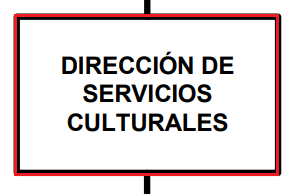 DIRECCIÓN DE
SERVICIOS
CULTURALES